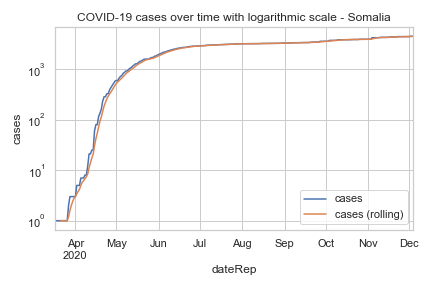 COVID-19 cases over time with logarithmic scale - Somalia
cases
10³
10²
10¹
10⁰
cases
cases (rolling)
Apr May Jun Jul Aug Sep Oct Nov Dec
2020
dateRep